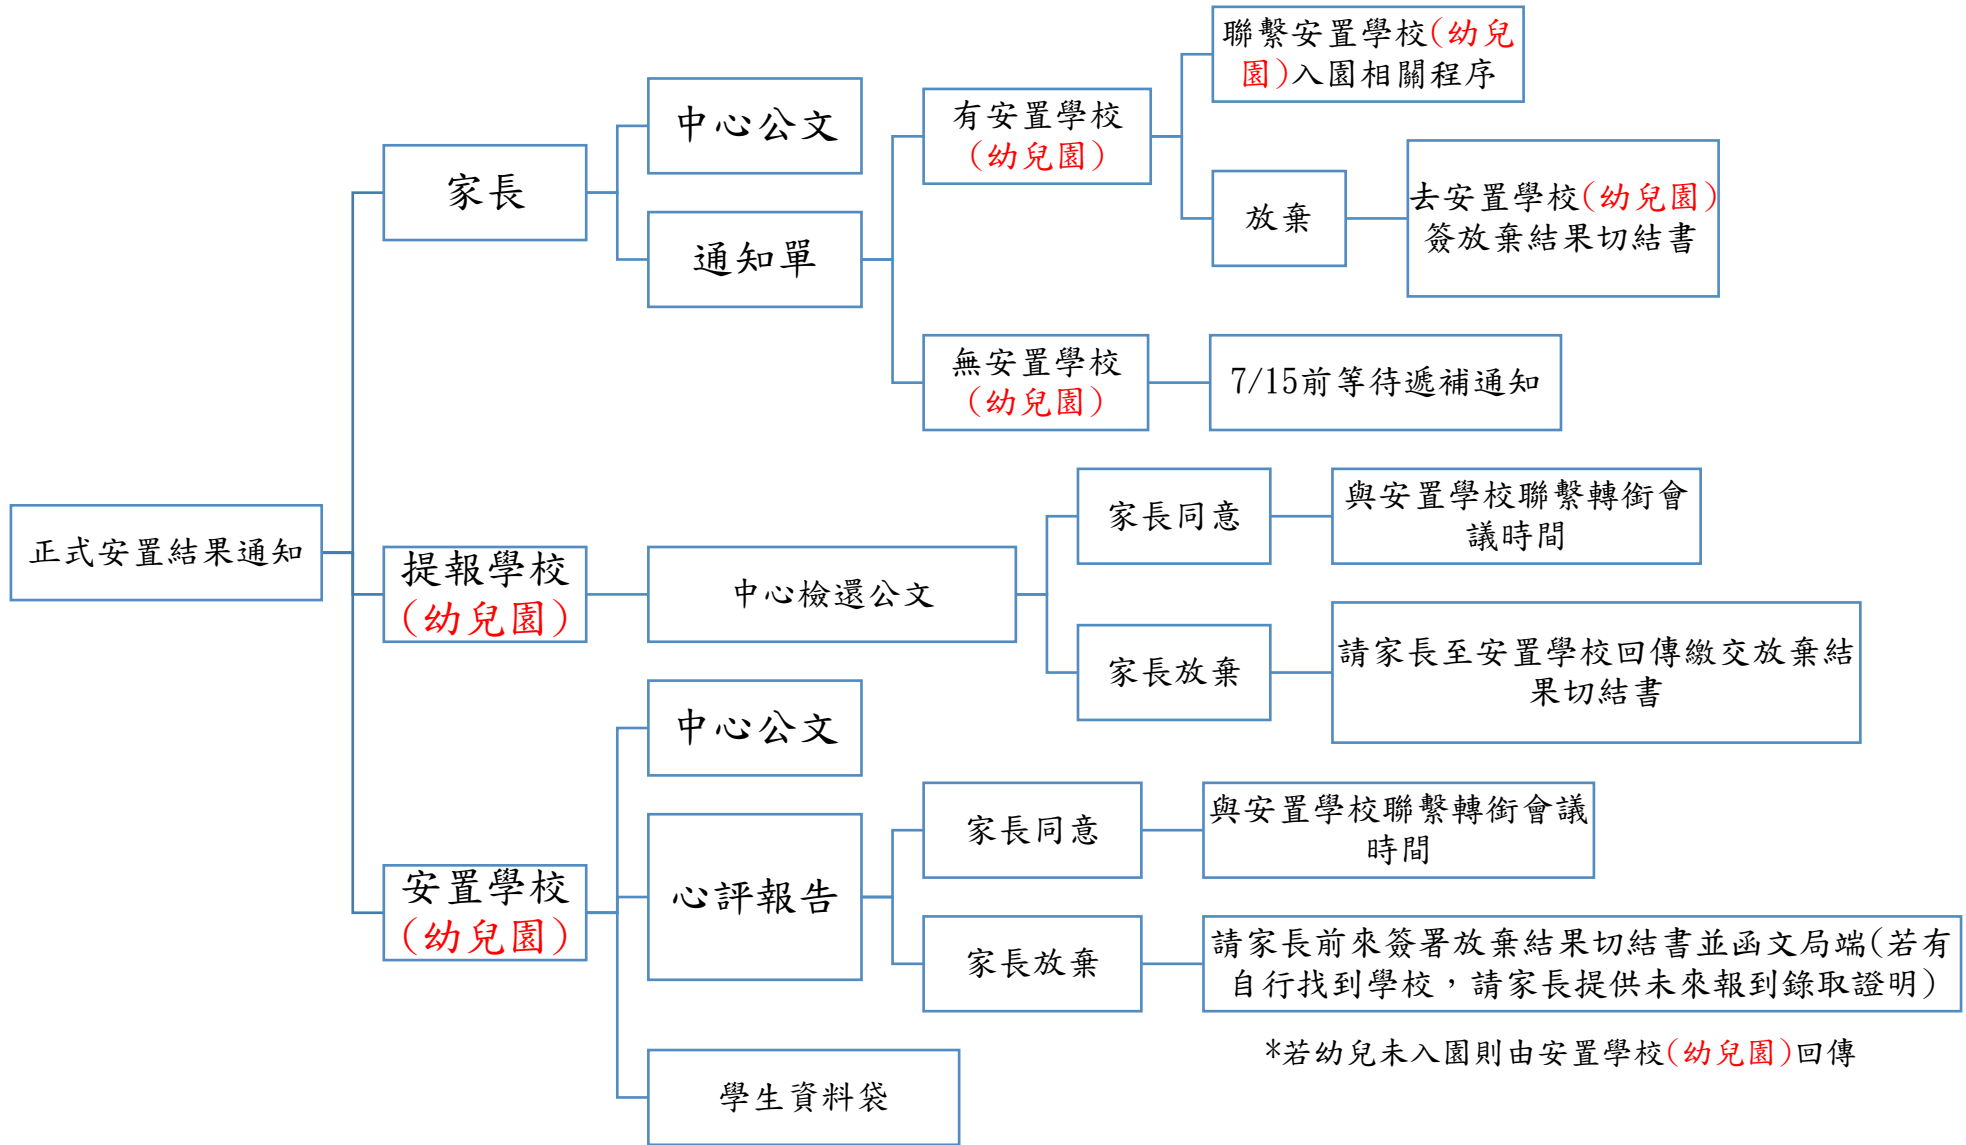 聯繫安置學校(幼兒
園)入園相關程序
中心公文
有安置學校
(幼兒園)
家長
放棄
去安置學校(幼兒園)
簽放棄結果切結書
通知單
無安置學校
(幼兒園)
7/15前等待遞補通知
正式安置結果通知
提報學校
(幼兒園)
中心檢還公文
家長同意
與安置學校聯繫轉銜會
議時間
家長放棄
請家長至安置學校回傳繳交放棄結
果切結書
中心公文
安置學校
(幼兒園)
心評報告
家長同意
與安置學校聯繫轉銜會議
時間
家長放棄
請家長前來簽署放棄結果切結書並函文局端(若有
自行找到學校，請家長提供未來報到錄取證明)
*若幼兒未入園則由安置學校(幼兒園)回傳
學生資料袋